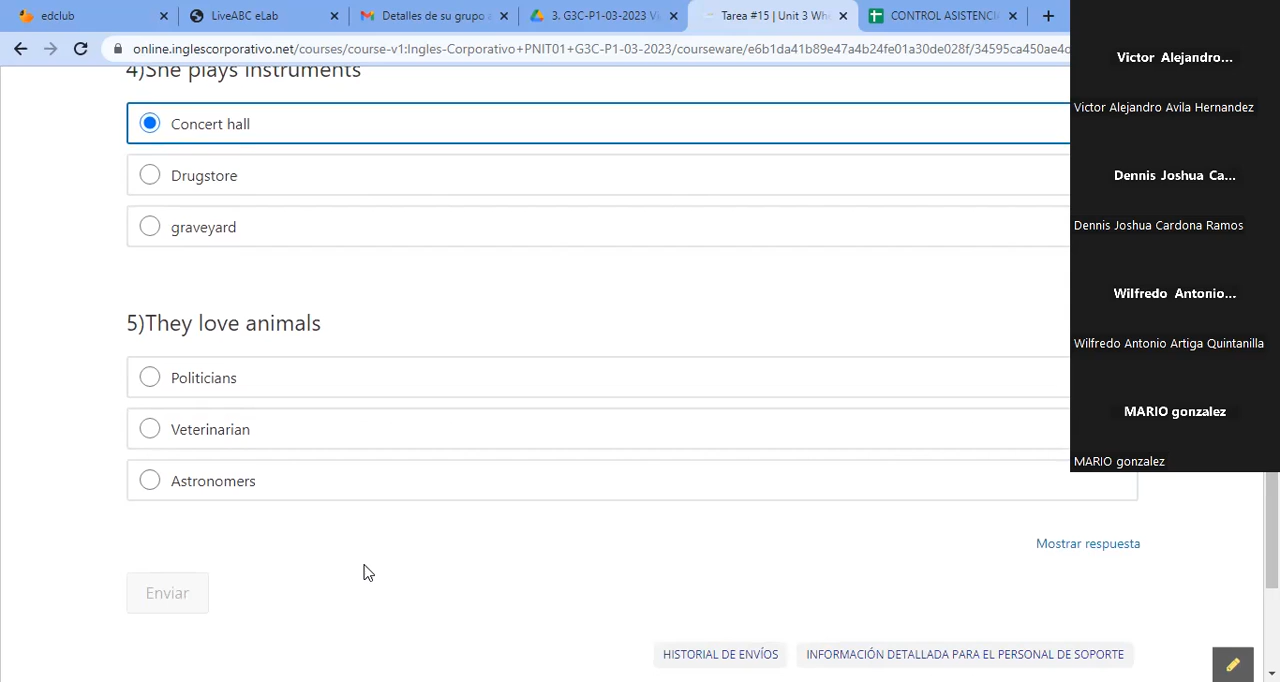 edclub
LiveABC eLab
Detalles de su grupo
3. G3C-P1-03-2023 V
Tarea #15 | Unit 3 Whe
CONTROL ASISTENCI
online.inglescorporativo.net/courses/course-v1:Ingles-Corporativo+PNIT01+G3C-P1-03-2023/courseware/e6b1da41b89e47a4b24fe01a30de028f/34595ca450ae4d
4)She plays instruments
Concert hall
Drugstore
graveyard
5)They love animals
Politicians
Veterinarian
Astronomers
Mostrar respuesta
Enviar
HISTORIAL DE ENVÍOS
INFORMACIÓN DETALLADA PARA EL PERSONAL DE SOPORTE
Victor Alejandro...
Victor Alejandro Avila Hernandez
Dennis Joshua Ca...
Dennis Joshua Cardona Ramos
Wilfredo Antonio...
Wilfredo Antonio Artiga Quintanilla
MARIO gonzalez
MARIO gonzalez